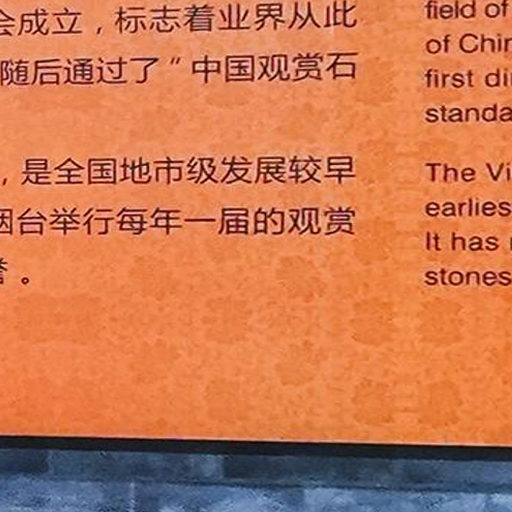 会成立，标志着业界从此
随后通过了“中国观赏石
，是全国地市级发展较早
烟台举行每年一届的观赏
誉。
field of
of Chin
first di
standa
The Vi
earlies
It has
stones